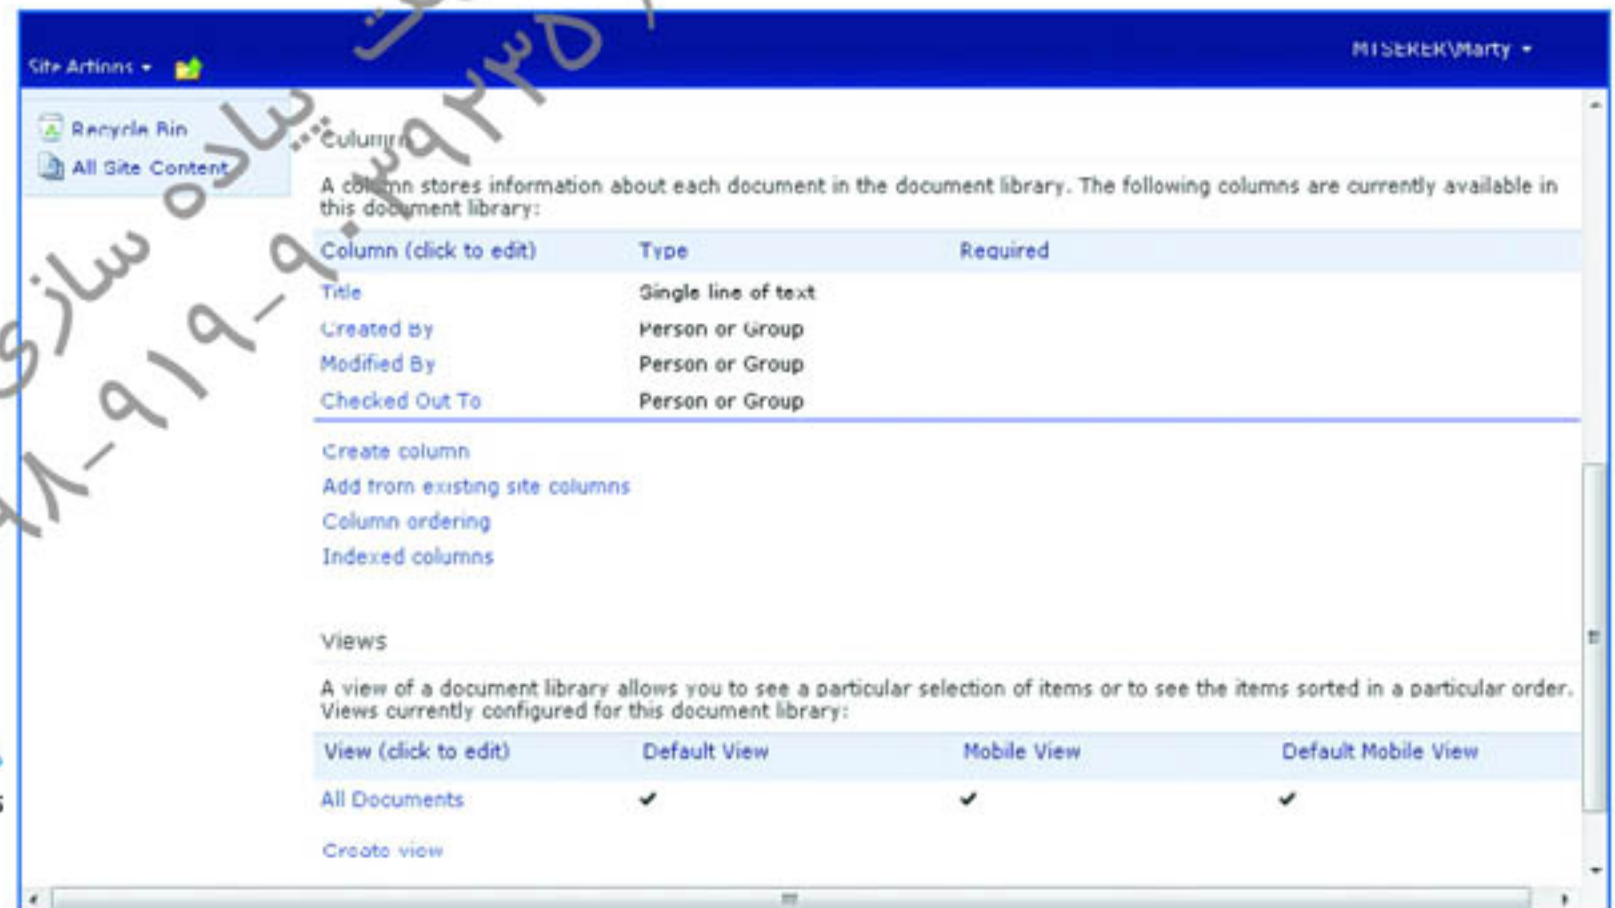 Site Actions
MTSERER\Marty
Recycle Bin
All Site Content
Columns
A column stores information about each document in the document library. The following columns are currently available in
this document library:
Column (click to edit) Type Required
Title Single line of text
Created By Person or Group
Modified By Person or Group
Checked Out To Person or Group
Create column
Add from existing site columns
Column ordering
Indexed columns
Views
A view of a document library allows you to see a particular selection of items or to see the items sorted in a particular order.
Views currently configured for this document library:
View (click to edit) Default View Mobile View Default Mobile View
All Documents ✔ ✔ ✔
Create view
پیاده سازی